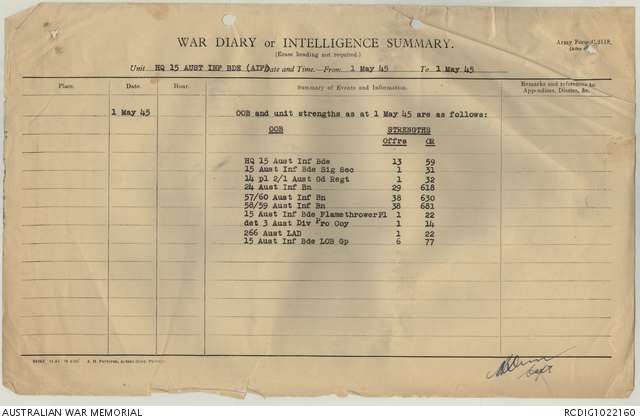 WAR DIARY or INTELLIGENCE SUMMARY.
Army Form C.2118.
(Erase heading not required.)
Unit HQ 15 AUST INF BDE (AIF) Date and Time.—From 1 May 45 To 1 May 45
Place. Date. Hour. Summary of Events and Information. Remarks and references to Appendices, Diaries, &c.
1 May 45 OOB and unit strengths as at 1 May 45 are as follows:
OOB STRENGTHS
Offrs OR
HQ 15 Aust Inf Bde 13 59
15 Aust Inf Bde Sig Sec 1 31
14 pl 2/1 Aust Gd Regt 1 32
24 Aust Inf Bn 29 618
57/60 Aust Inf Bn 38 630
58/59 Aust Inf Bn 38 681
15 Aust Inf Bde Flamethrower Pl 1 22
det 3 Aust Div Pro Coy 1 14
266 Aust LAD 1 22
15 Aust Inf Bde LOB Gp 6 77
Capt
AUSTRALIAN WAR MEMORIAL
RCDIG1022160